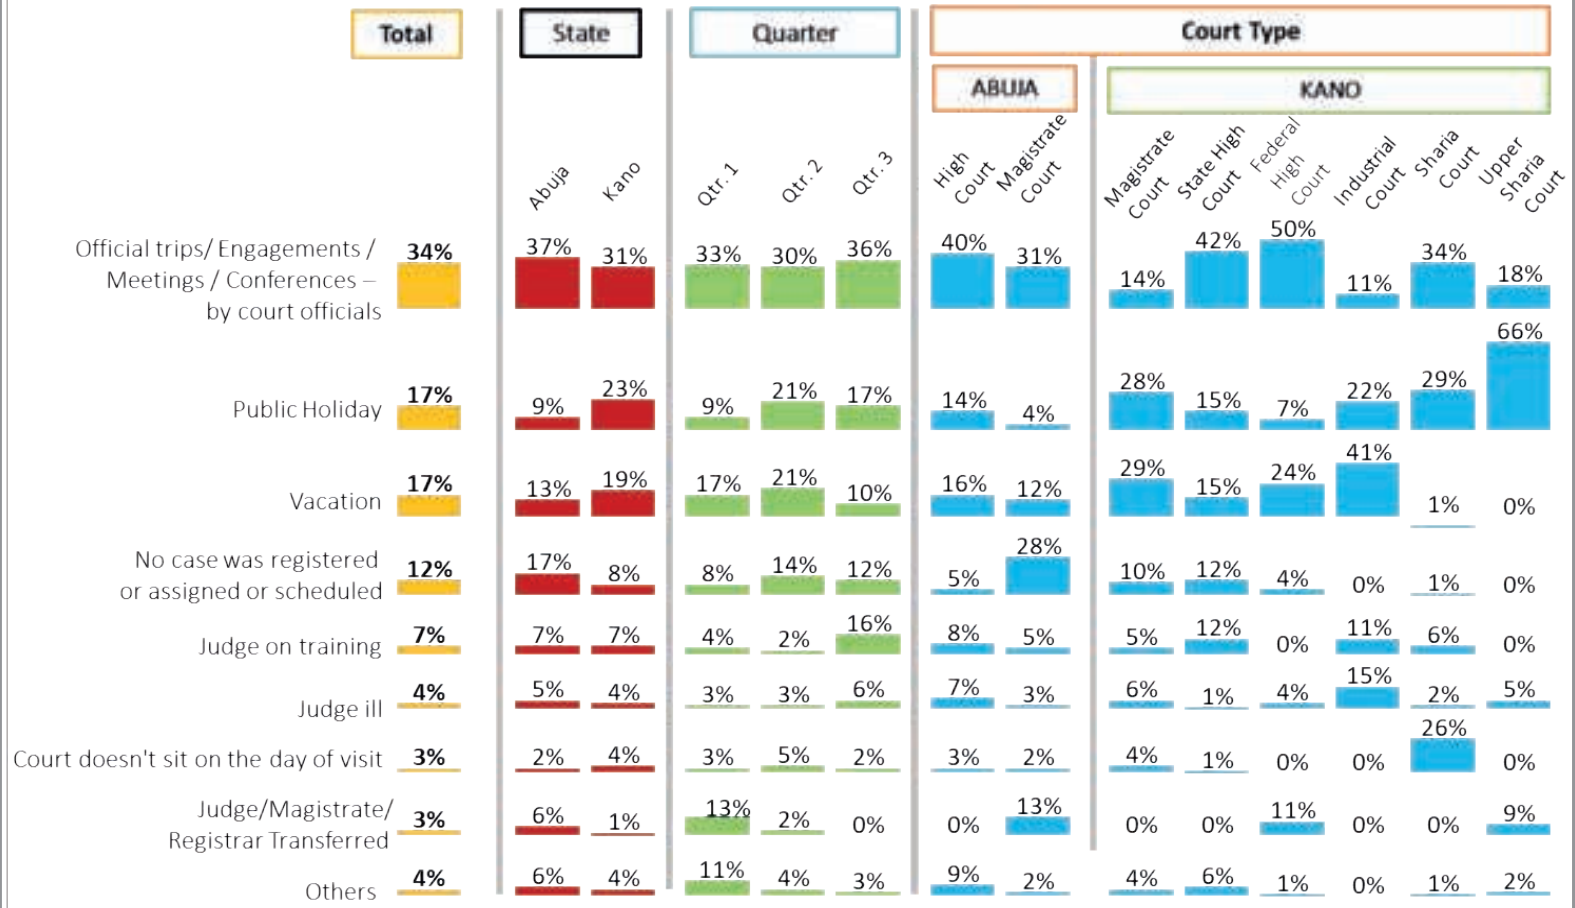 Total State Quarter Court Type
ABUJA KANO
Abuja Kano Qtr. 1 Qtr. 2 Qtr. 3 High Court Magistrate Court Magistrate Court State High Court Federal High Court Industrial Court Sharia Court Upper Sharia Court
Official trips/ Engagements /
Meetings / Conferences –
by court officials
34% 37% 31% 33% 30% 36% 40% 31% 14% 42% 50% 11% 34% 18%
Public Holiday 17% 9% 23% 9% 21% 17% 14% 4% 28% 15% 7% 22% 29% 66%
Vacation 17% 13% 19% 17% 21% 10% 16% 12% 29% 15% 24% 41% 1% 0%
No case was registered
or assigned or scheduled
12% 17% 8% 8% 14% 12% 5% 28% 10% 12% 4% 0% 1% 0%
Judge on training 7% 7% 7% 4% 2% 16% 8% 5% 5% 12% 0% 11% 6% 0%
Judge ill 4% 5% 4% 3% 3% 6% 7% 3% 6% 1% 4% 15% 2% 5%
Court doesn't sit on the day of visit 3% 2% 4% 3% 5% 2% 3% 2% 4% 1% 0% 0% 26% 0%
Judge/Magistrate/
Registrar Transferred
3% 6% 1% 13% 2% 0% 0% 13% 0% 0% 11% 0% 0% 9%
Others 4% 6% 4% 11% 4% 3% 9% 2% 4% 6% 1% 0% 1% 2%